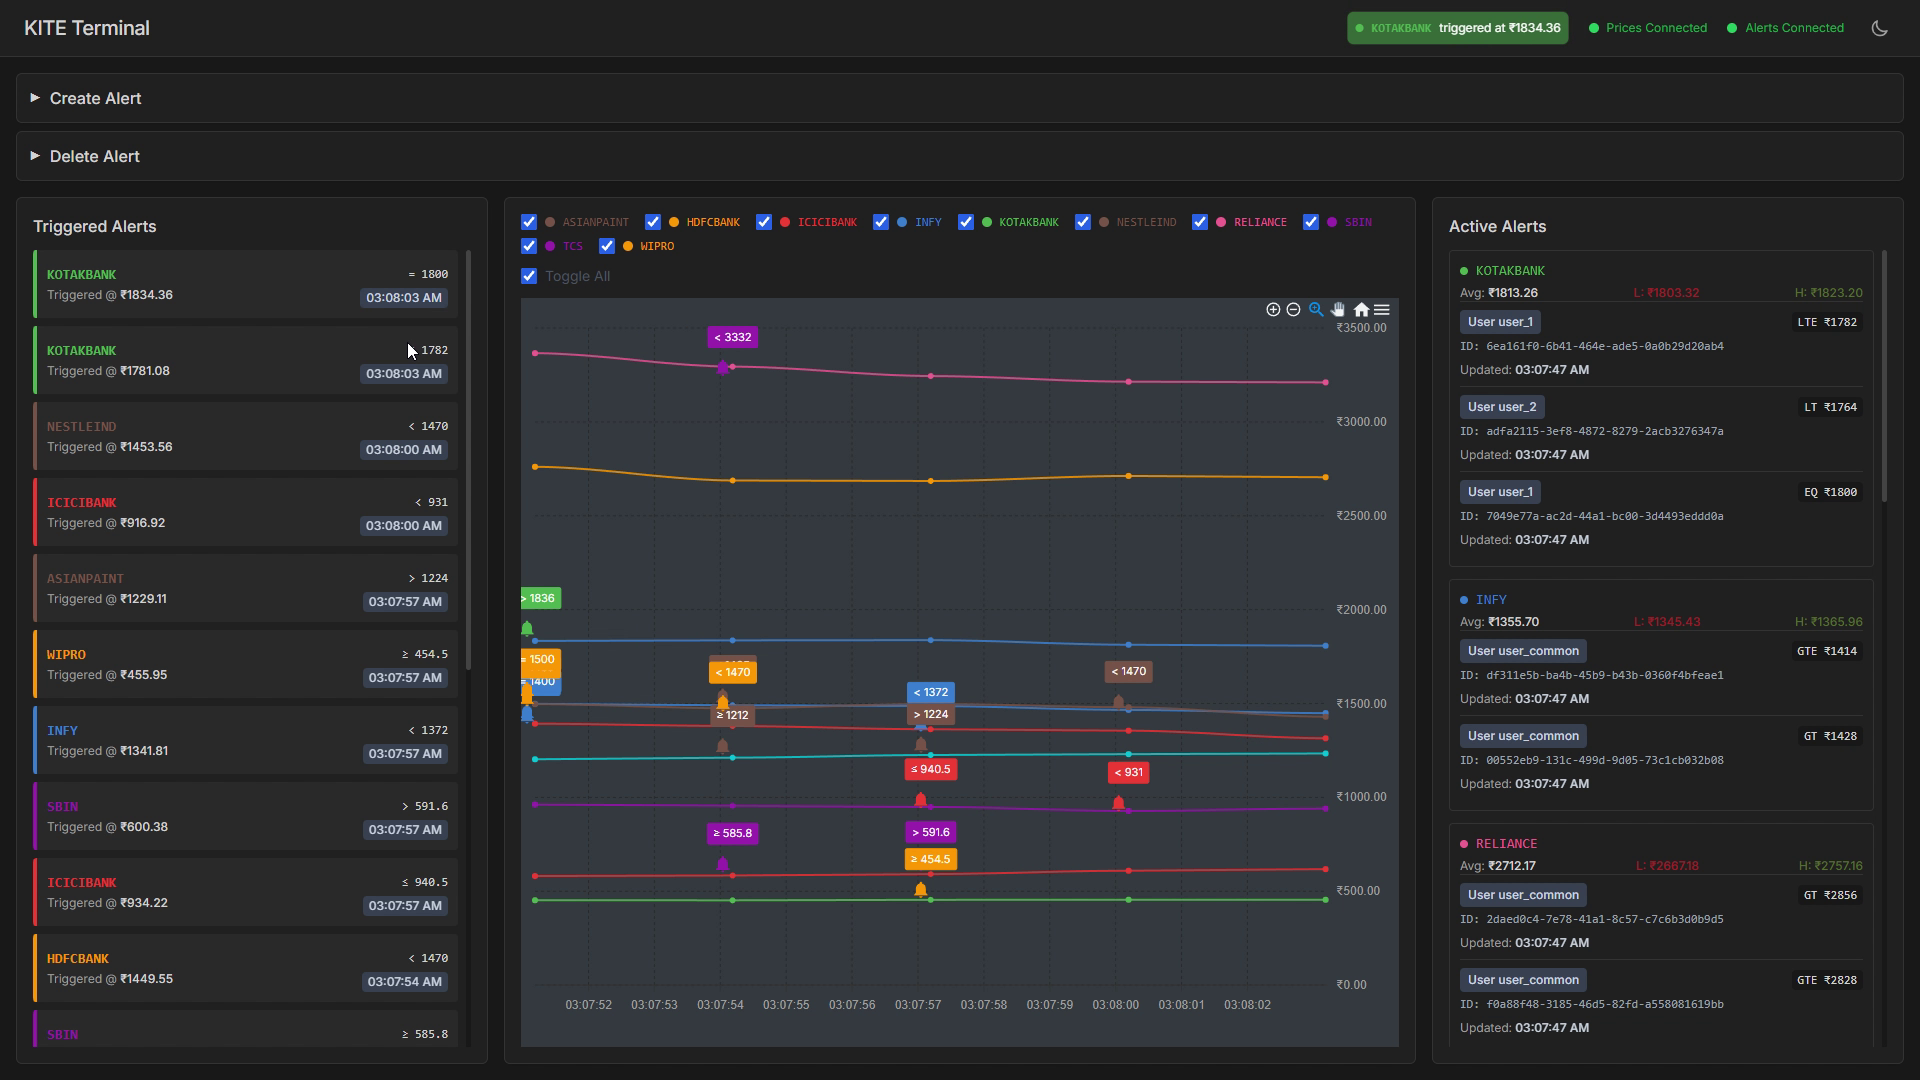 KITE Terminal
KOTAKBANK triggered at ₹1834.36
Prices Connected
Alerts Connected
Create Alert
Delete Alert
Triggered Alerts
KOTAKBANK = 1800
Triggered @ ₹1834.36 03:08:03 AM
KOTAKBANK 1782
Triggered @ ₹1781.08 03:08:03 AM
NESTLEIND < 1470
Triggered @ ₹1453.56 03:08:00 AM
ICICIBANK < 931
Triggered @ ₹916.92 03:08:00 AM
ASIANPAINT > 1224
Triggered @ ₹1229.11 03:07:57 AM
WIPRO ≥ 454.5
Triggered @ ₹455.95 03:07:57 AM
INFY < 1372
Triggered @ ₹1341.81 03:07:57 AM
SBIN > 591.6
Triggered @ ₹600.38 03:07:57 AM
ICICIBANK ≤ 940.5
Triggered @ ₹934.22 03:07:57 AM
HDFCBANK < 1470
Triggered @ ₹1449.55 03:07:54 AM
SBIN ≥ 585.8
ASIANPAINT HDFCBANK ICICIBANK INFY KOTAKBANK NESTLEIND RELIANCE SBIN
TCS WIPRO
Toggle All
₹3500.00
< 3332
₹3000.00
₹2500.00
> 1836
₹2000.00
= 1500
< 1470
< 1470
= 1400
< 1372
₹1500.00
≥ 1212
> 1224
≤ 940.5
< 931
₹1000.00
≥ 585.8
> 591.6
≥ 454.5
₹500.00
₹0.00
03:07:52 03:07:53 03:07:54 03:07:55 03:07:56 03:07:57 03:07:58 03:07:59 03:08:00 03:08:01 03:08:02
Active Alerts
KOTAKBANK
Avg: ₹1813.26 L: ₹1803.32 H: ₹1823.20
User user_1 LTE ₹1782
ID: 6ea161f0-6b41-464e-ade5-0a0b29d20ab4
Updated: 03:07:47 AM
User user_2 LT ₹1764
ID: adfa2115-3ef8-4872-8279-2acb3276347a
Updated: 03:07:47 AM
User user_1 EQ ₹1800
ID: 7049e77a-ac2d-44a1-bc00-3d4493eddd0a
Updated: 03:07:47 AM
INFY
Avg: ₹1355.70 L: ₹1345.43 H: ₹1365.96
User user_common GTE ₹1414
ID: df311e5b-ba4b-45b9-b43b-0360f4bfeae1
Updated: 03:07:47 AM
User user_common GT ₹1428
ID: 00552eb9-131c-499d-9d05-73c1cb032b08
Updated: 03:07:47 AM
RELIANCE
Avg: ₹2712.17 L: ₹2667.18 H: ₹2757.16
User user_common GT ₹2856
ID: 2daed0c4-7e78-41a1-8c57-c7c6b3d0b9d5
Updated: 03:07:47 AM
User user_common GTE ₹2828
ID: f0a88f48-3185-46d5-82fd-a558081619bb
Updated: 03:07:47 AM